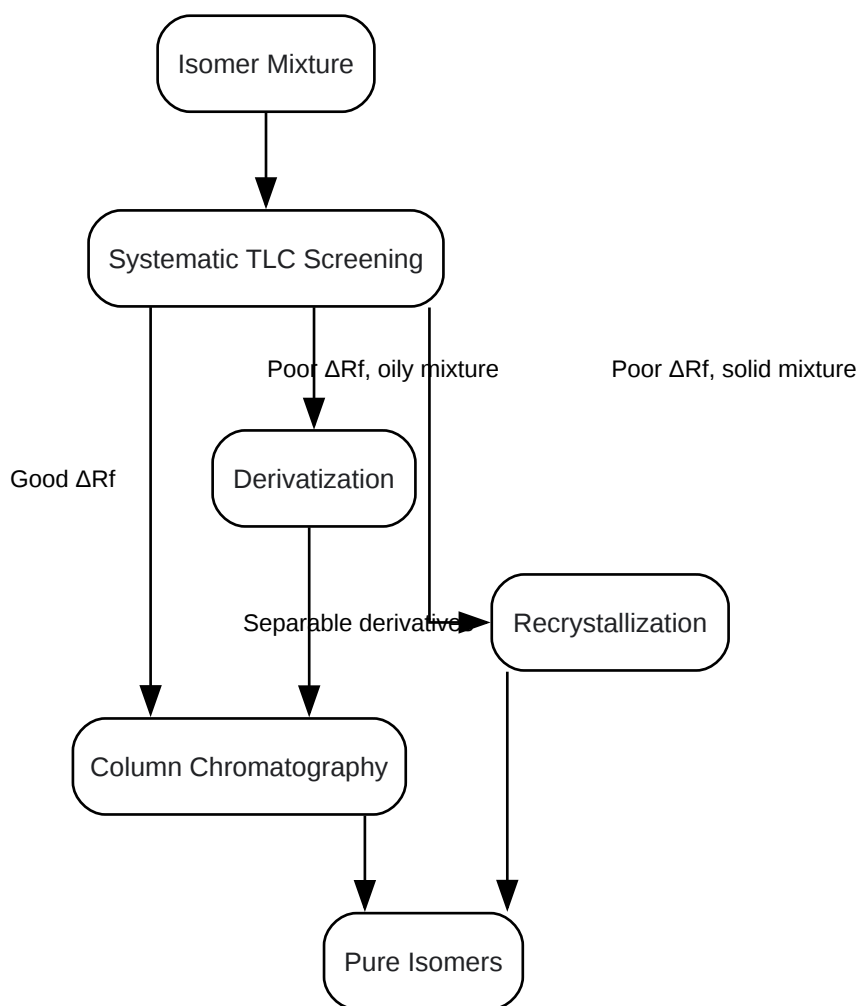 Isomer Mixture
Systematic TLC Screening
Poor ΔRf, oily mixture
Poor ΔRf, solid mixture
Good ΔRf
Derivatization
Separable derivatives
Recrystallization
Column Chromatography
Pure Isomers